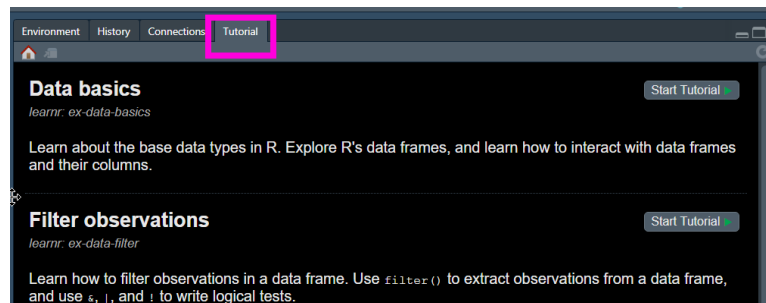 Environment History Connections Tutorial
Data basics
Start Tutorial
learnr: ex-data-basics
Learn about the base data types in R. Explore R's data frames, and learn how to interact with data frames
and their columns.
Filter observations
Start Tutorial
learnr: ex-data-filter
Learn how to filter observations in a data frame. Use filter() to extract observations from a data frame,
and use &, |, and ! to write logical tests.